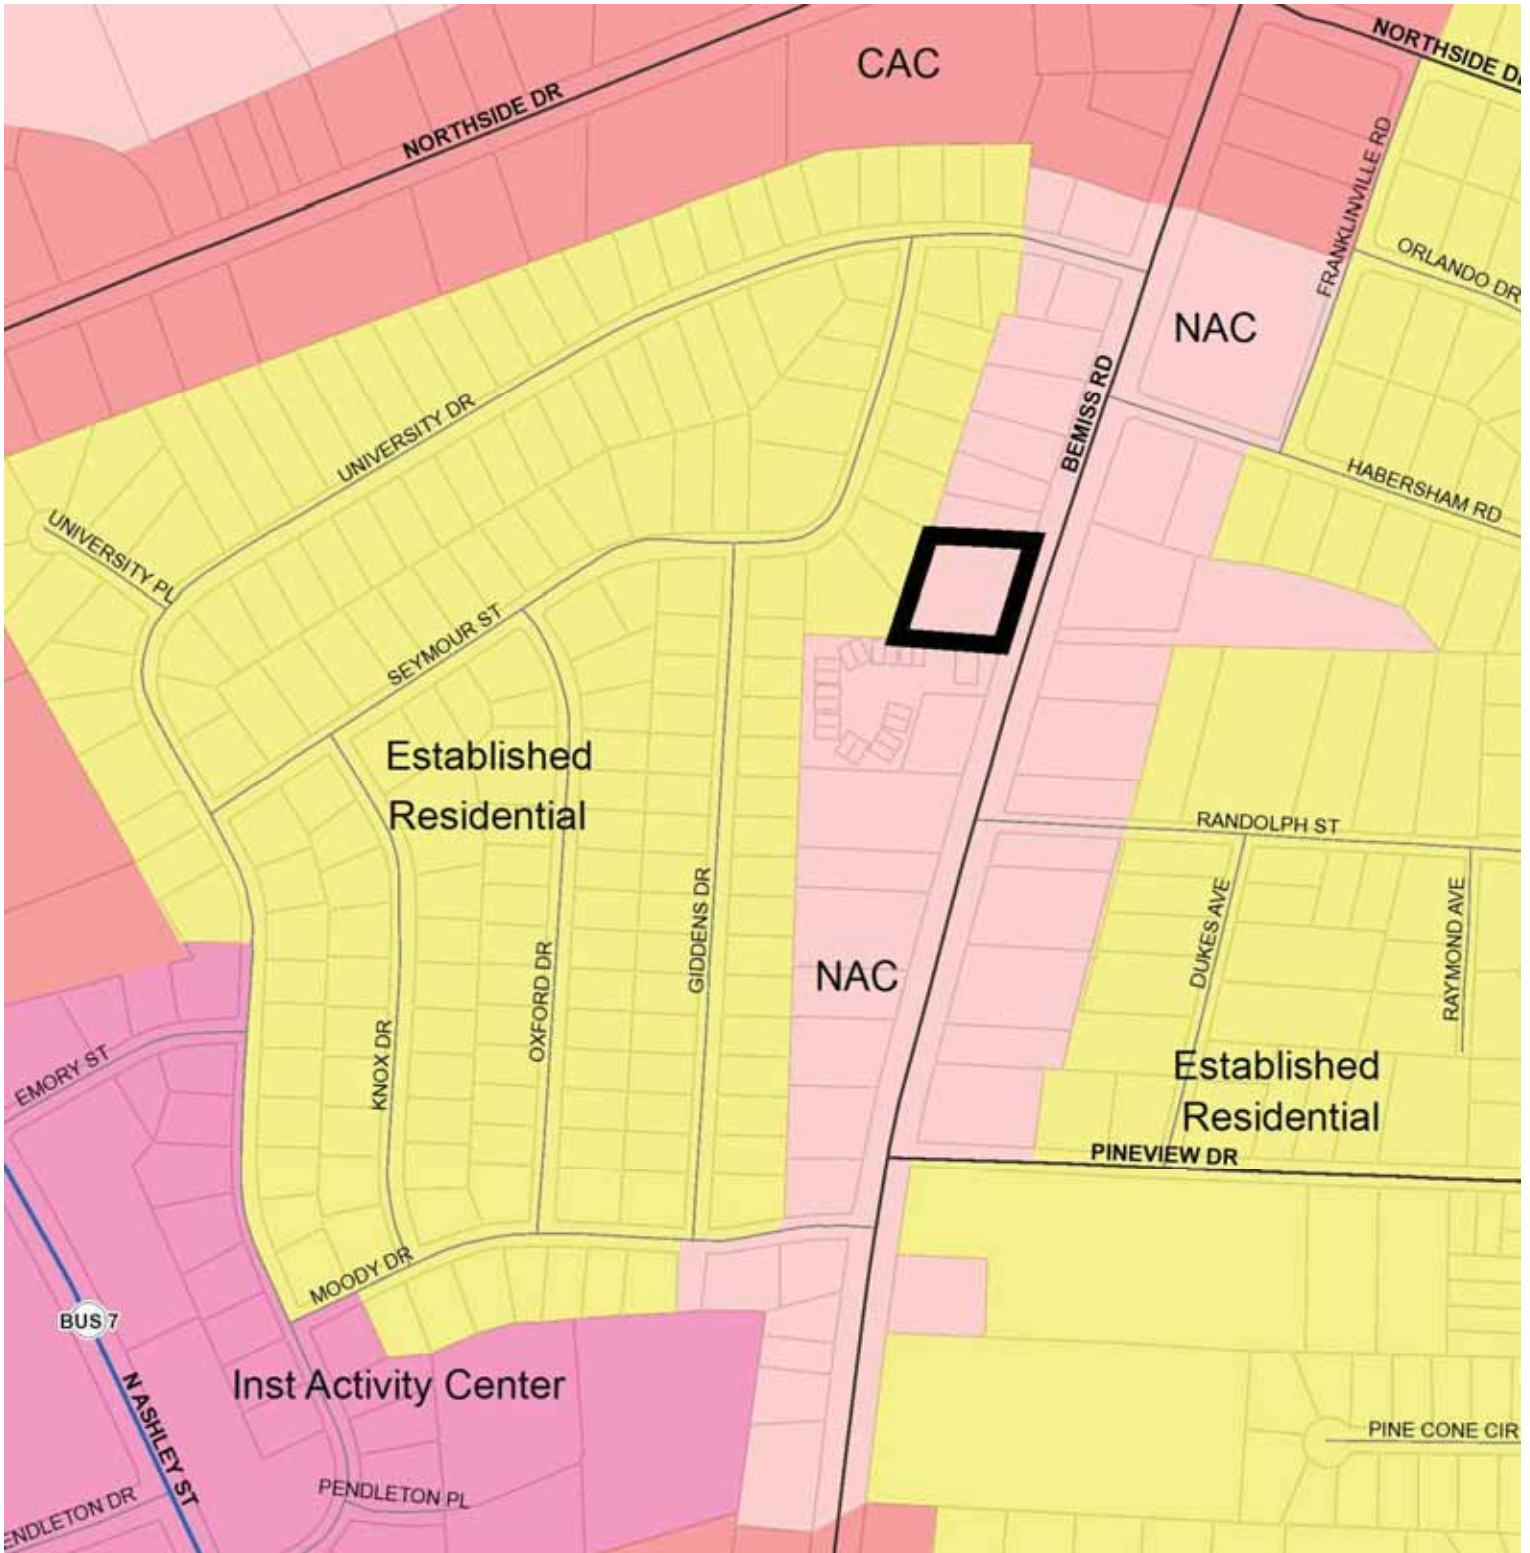 NORTHSIDE D
CAC
NORTHSIDE DR
FRANKLINVILLE RD
ORLANDO DR
NAC
BEMISS RD
UNIVERSITY DR
HABERSHAM RD
UNIVERSITY PL
SEYMOUR ST
Established
Residential
RANDOLPH ST
GIDDENS DR
DUKES AVE
RAYMOND AVE
NAC
OXFORD DR
KNOX DR
EMORY ST
Established
Residential
PINEVIEW DR
MOODY DR
BUS 7
Inst Activity Center
N ASHLEY ST
PINE CONE CIR
PENDLETON PL
ENDLETON DR